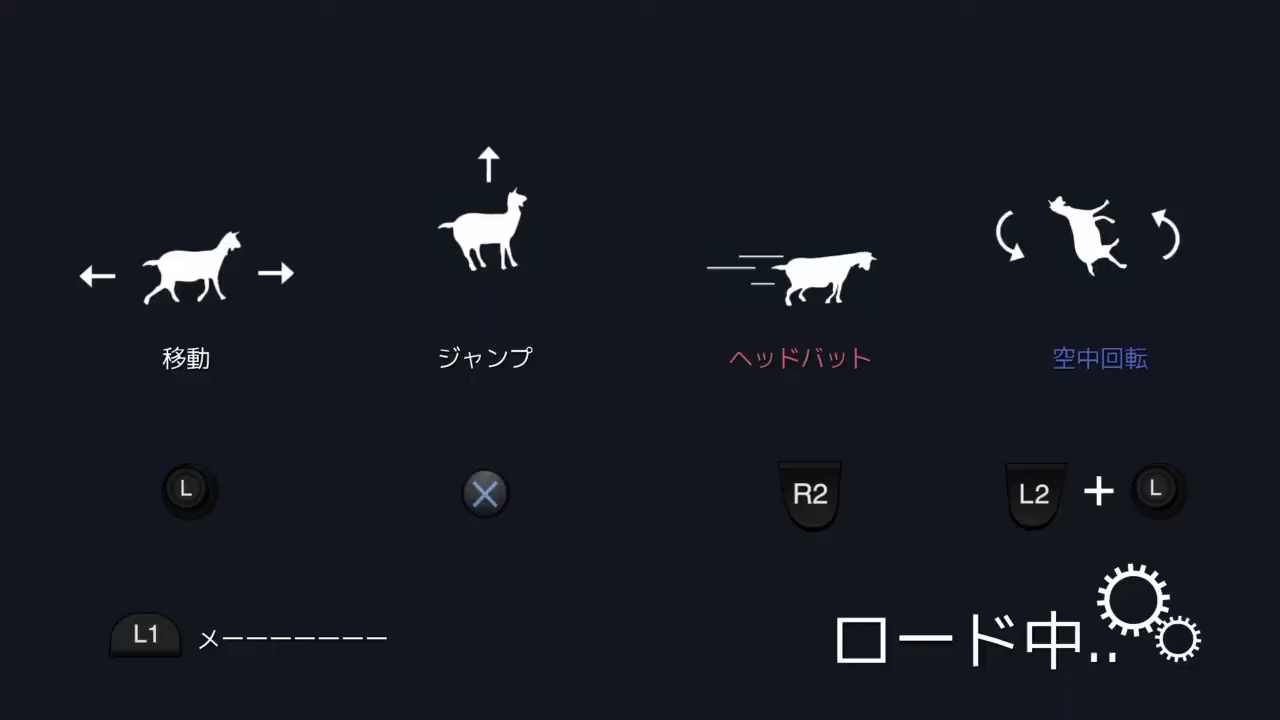 移動
ジャンプ
ヘッドバット
空中回転
L
R2
L2 + L
L1 メーーーーーーー
ロード中..